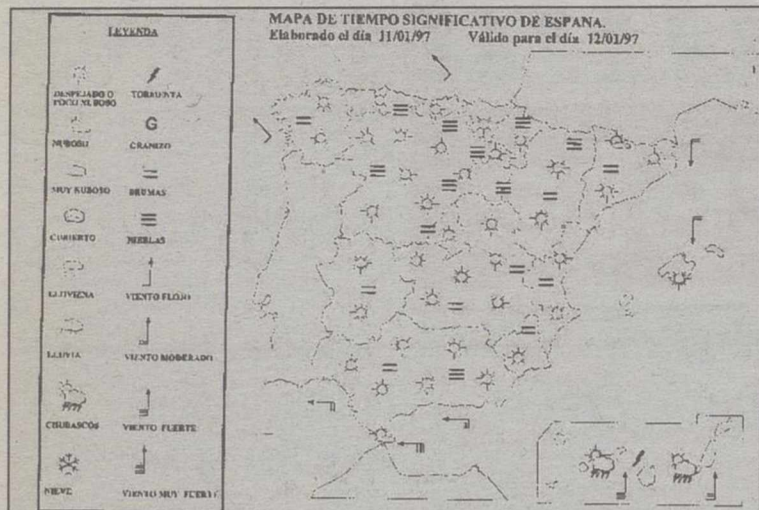 MAPA DE TIEMPO SIGNIFICATIVO DE ESPANA.
Elaborado el día 11/01/97 Válido para el día 12/01/97
LEYENDA
DESPEJADO O
POCO NUBOSO
TORMENTA
NUBOSO
G
GRANIZO
MUY NUBOSO
BRUMAS
CUBIERTO
NIEBLAS
LLOVIZNA
VIENTO FLOJO
LLUVIA
VIENTO MODERADO
CHUBASCOS
VIENTO FUERTE
NIEVE
VIENTO MUY FUERTE